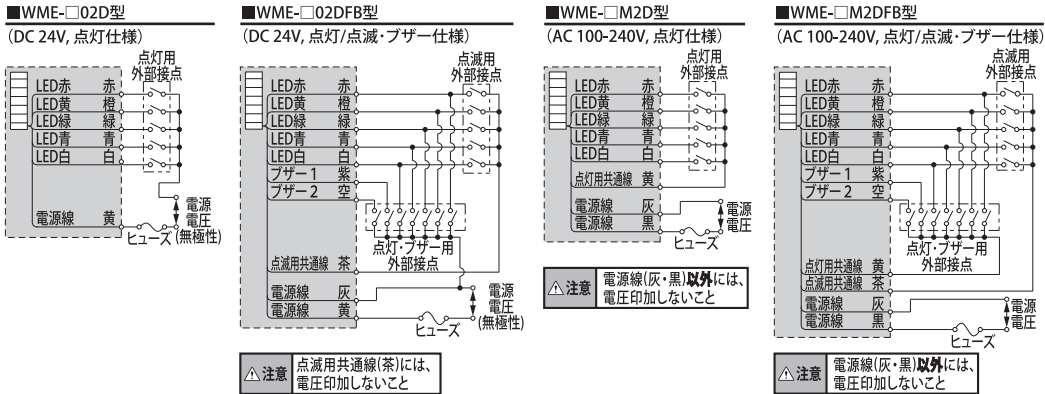 ■WME-□02D型
(DC 24V, 点灯仕様)
点灯用
外部接点
LED赤 赤
LED黄 橙
LED緑 緑
LED青 青
LED白 白
電源線 黄
ヒューズ
電源
電圧
(無極性)
■WME-□02DFB型
(DC 24V, 点灯/点滅・ブザー仕様)
点滅用
外部接点
LED赤 赤
LED黄 橙
LED緑 緑
LED青 青
LED白 白
ブザー1 紫
ブザー2 空
点灯・ブザー用
外部接点
点滅用共通線 茶
電源線 灰
電源線 黄
ヒューズ
電源
電圧
(無極性)
⚠注意 点滅用共通線(茶)には、
電圧印加しないこと
■WME-□M2D型
(AC 100-240V, 点灯仕様)
点灯用
外部接点
LED赤 赤
LED黄 橙
LED緑 緑
LED青 青
LED白 白
点灯用共通線 黄
電源線 灰
電源線 黒
ヒューズ
電源
電圧
⚠注意 電源線(灰・黒)以外には、
電圧印加しないこと
■WME-□M2DFB型
(AC 100-240V, 点灯/点滅・ブザー仕様)
点滅用
外部接点
LED赤 赤
LED黄 橙
LED緑 緑
LED青 青
LED白 白
ブザー1 紫
ブザー2 空
点灯・ブザー用
外部接点
点灯用共通線 黄
点滅用共通線 茶
電源線 灰
電源線 黒
ヒューズ
電源
電圧
⚠注意 電源線(灰・黒)以外には、
電圧印加しないこと